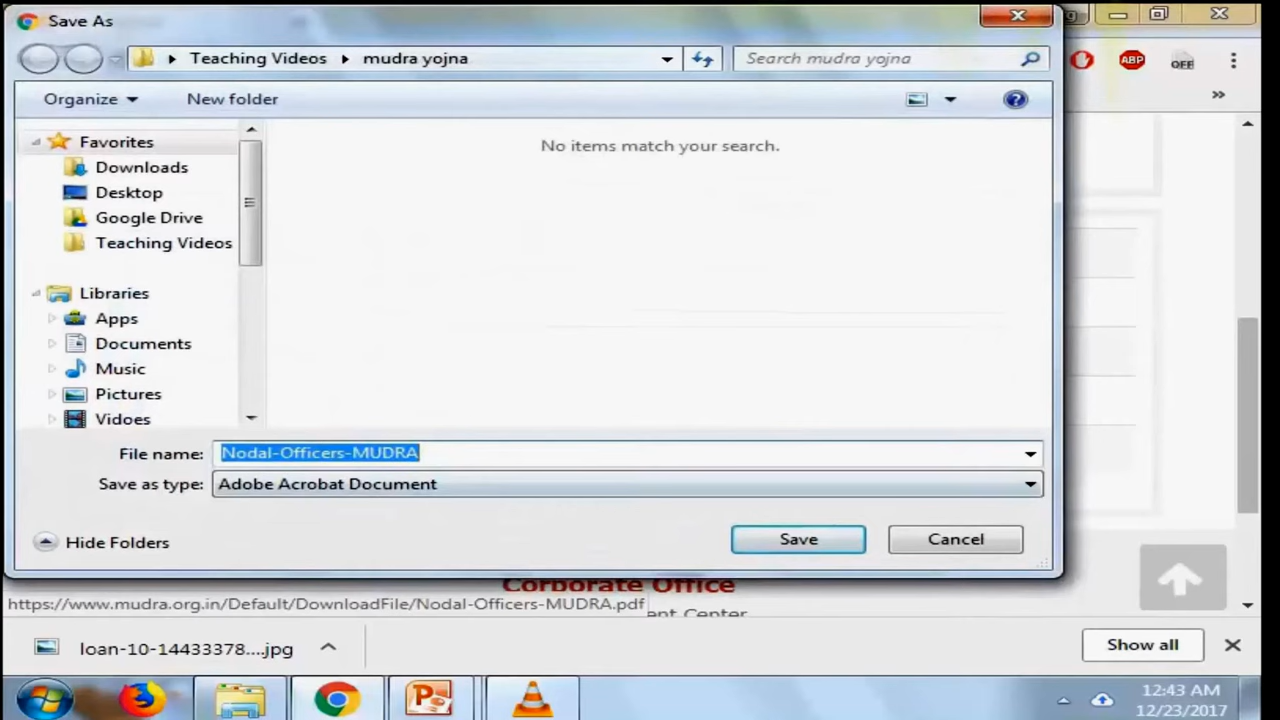 Save As
Teaching Videos mudra yojna
Search mudra yojna
ABP
OFF
Organize New folder
»
Favorites
No items match your search.
Downloads
Desktop
Google Drive
Teaching Videos
Libraries
Apps
Documents
Music
Pictures
Vidoes
File name: Nodal-Officers-MUDRA
Save as type: Adobe Acrobat Document
Hide Folders
Save Cancel
Corporate Office
https://www.mudra.org.in/Default/DownloadFile/Nodal-Officers-MUDRA.pdf
Center
loan-10-14433378....jpg
Show all
12:43 AM
12/23/2017